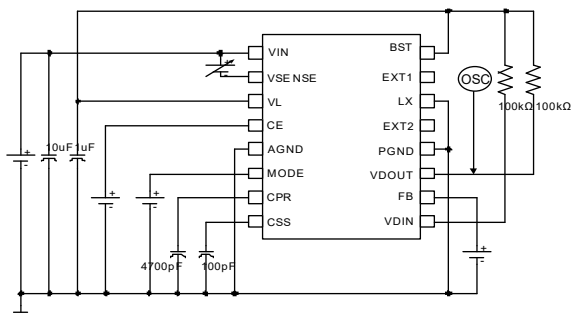 VIN
BST
VSENSE
EXT1
VL
LX
OSC
100kΩ 100kΩ
CE
EXT2
10uF 1uF
AGND
PGND
MODE
VDOUT
CPR
FB
CSS
VDIN
4700pF
100pF
+
-
+
-
+
-
+
-
+
-